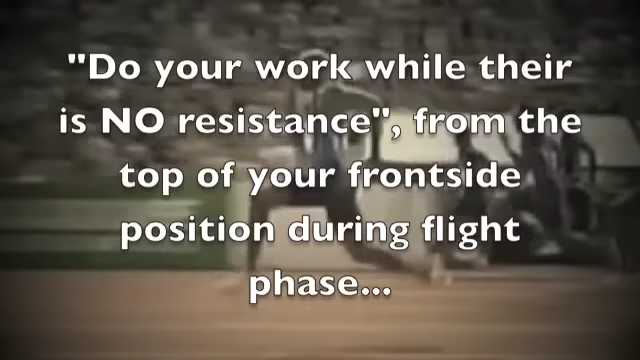 "Do your work while their
is NO resistance", from the
top of your frontside
position during flight
phase...